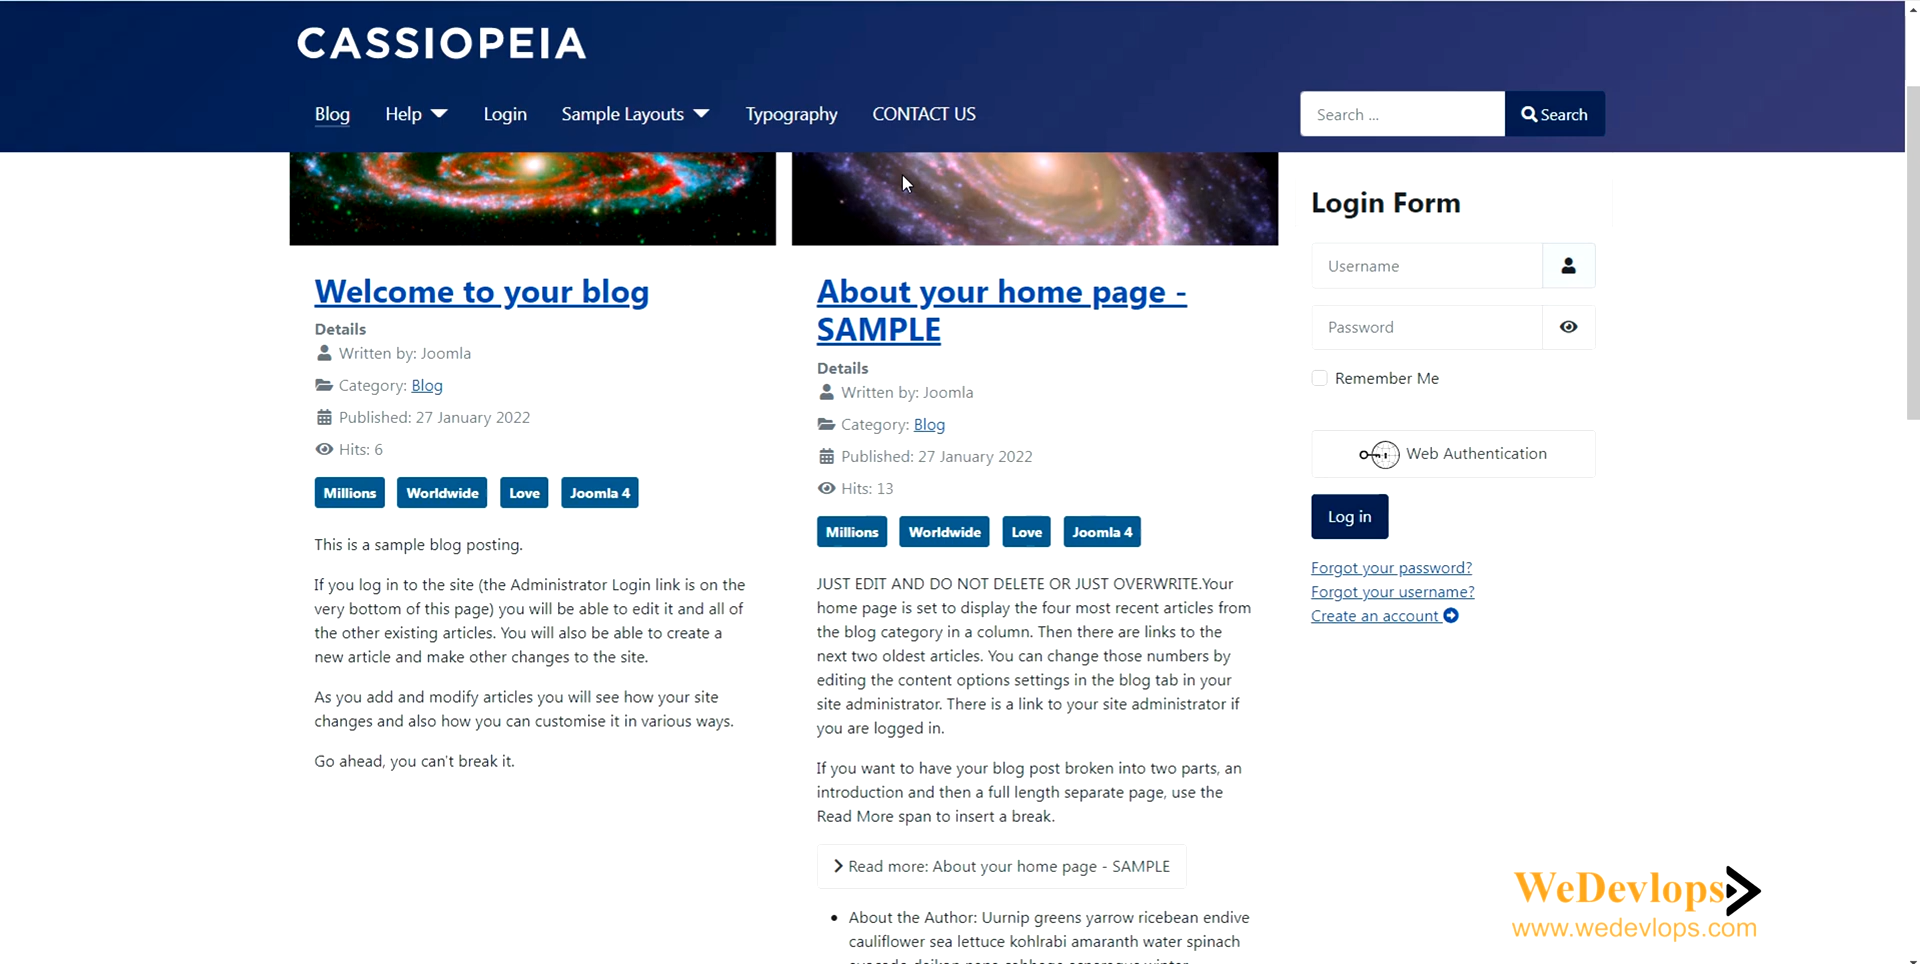 CASSIOPEIA
Blog
Help
Login
Sample Layouts
Typography
CONTACT US
Search ...
Search
Welcome to your blog
Details
Written by: Joomla
Category: Blog
Published: 27 January 2022
Hits: 6
Millions
Worldwide
Love
Joomla 4
This is a sample blog posting.
If you log in to the site (the Administrator Login link is on the
very bottom of this page) you will be able to edit it and all of
the other existing articles. You will also be able to create a
new article and make other changes to the site.
As you add and modify articles you will see how your site
changes and also how you can customise it in various ways.
Go ahead, you can't break it.
About your home page -
SAMPLE
Details
Written by: Joomla
Category: Blog
Published: 27 January 2022
Hits: 13
Millions
Worldwide
Love
Joomla 4
JUST EDIT AND DO NOT DELETE OR JUST OVERWRITE.Your
home page is set to display the four most recent articles from
the blog category in a column. Then there are links to the
next two oldest articles. You can change those numbers by
editing the content options settings in the blog tab in your
site administrator. There is a link to your site administrator if
you are logged in.
If you want to have your blog post broken into two parts, an
introduction and then a full length separate page, use the
Read More span to insert a break.
Read more: About your home page - SAMPLE
About the Author: Uurnip greens yarrow ricebean endive
cauliflower sea lettuce kohlrabi amaranth water spinach
Login Form
Username
Password
Remember Me
Web Authentication
Log in
Forgot your password?
Forgot your username?
Create an account
WeDevlops
www.wedevlops.com